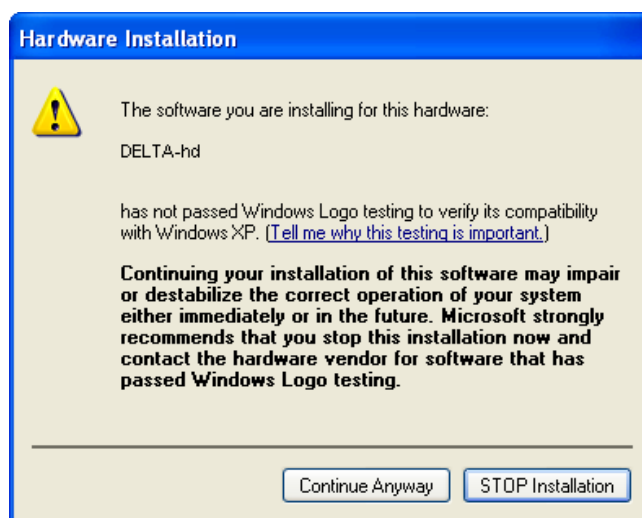 Hardware Installation
The software you are installing for this hardware:
DELTA-hd
has not passed Windows Logo testing to verify its compatibility
with Windows XP. (Tell me why this testing is important.)
Continuing your installation of this software may impair
or destabilize the correct operation of your system
either immediately or in the future. Microsoft strongly
recommends that you stop this installation now and
contact the hardware vendor for software that has
passed Windows Logo testing.
Continue Anyway
STOP Installation